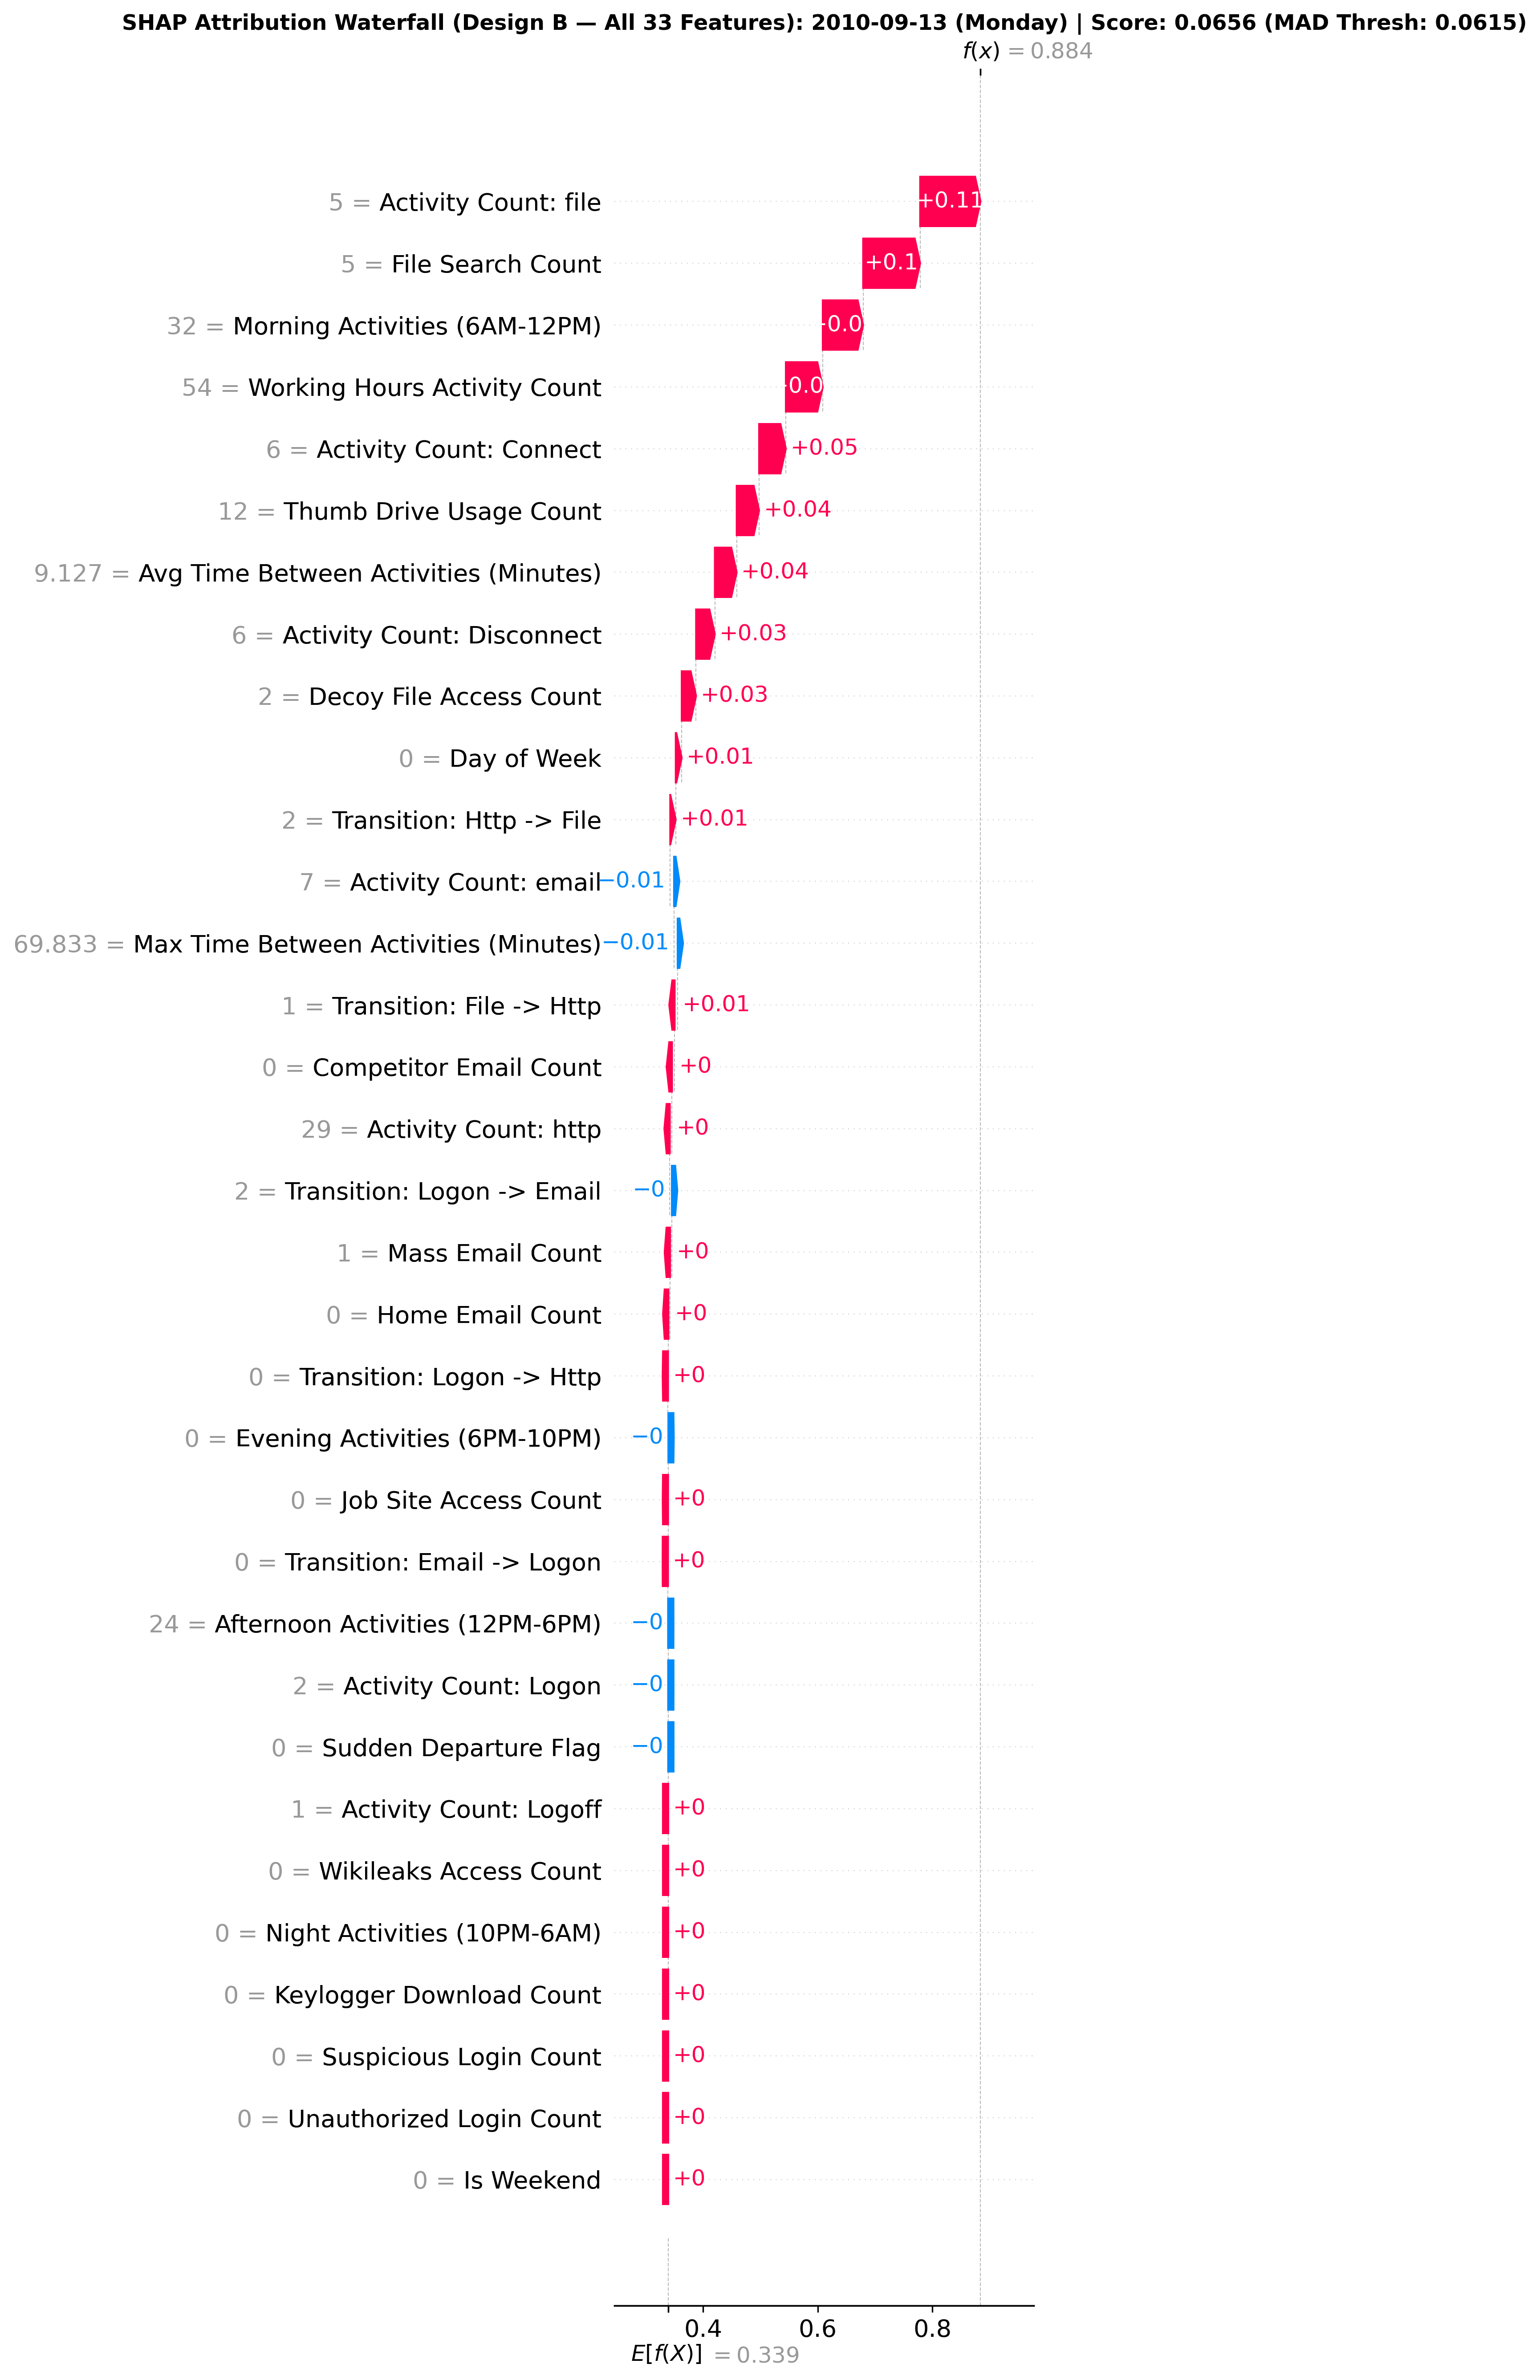 SHAP Attribution Waterfall (Design B — All 33 Features): 2010-09-13 (Monday) | Score: 0.0656 (MAD Thresh: 0.0615)
f(x) = 0.884
5 = Activity Count: file +0.11
5 = File Search Count +0.1
32 = Morning Activities (6AM-12PM)
54 = Working Hours Activity Count
6 = Activity Count: Connect +0.05
12 = Thumb Drive Usage Count +0.04
9.127 = Avg Time Between Activities (Minutes) +0.04
6 = Activity Count: Disconnect +0.03
2 = Decoy File Access Count +0.03
0 = Day of Week +0.01
2 = Transition: Http -> File +0.01
7 = Activity Count: email −0.01
69.833 = Max Time Between Activities (Minutes) −0.01
1 = Transition: File -> Http +0.01
0 = Competitor Email Count +0
29 = Activity Count: http +0
2 = Transition: Logon -> Email −0
1 = Mass Email Count +0
0 = Home Email Count +0
0 = Transition: Logon -> Http +0
0 = Evening Activities (6PM-10PM) −0
0 = Job Site Access Count +0
0 = Transition: Email -> Logon +0
24 = Afternoon Activities (12PM-6PM) −0
2 = Activity Count: Logon −0
0 = Sudden Departure Flag −0
1 = Activity Count: Logoff +0
0 = Wikileaks Access Count +0
0 = Night Activities (10PM-6AM) +0
0 = Keylogger Download Count +0
0 = Suspicious Login Count +0
0 = Unauthorized Login Count +0
0 = Is Weekend +0
0.4 0.6 0.8
E[f(X)] = 0.339